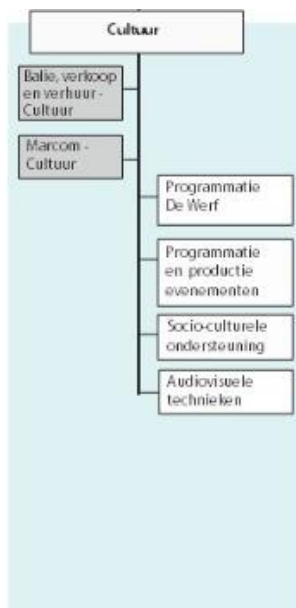 Cultuur
Balie, verkoop
en verhuur -
Cultuur
Marcom -
Cultuur
Programmatie
De Werf
Programmatie
en productie
evenementen
Socio-culturele
ondersteuning
Audiovisuele
technieken